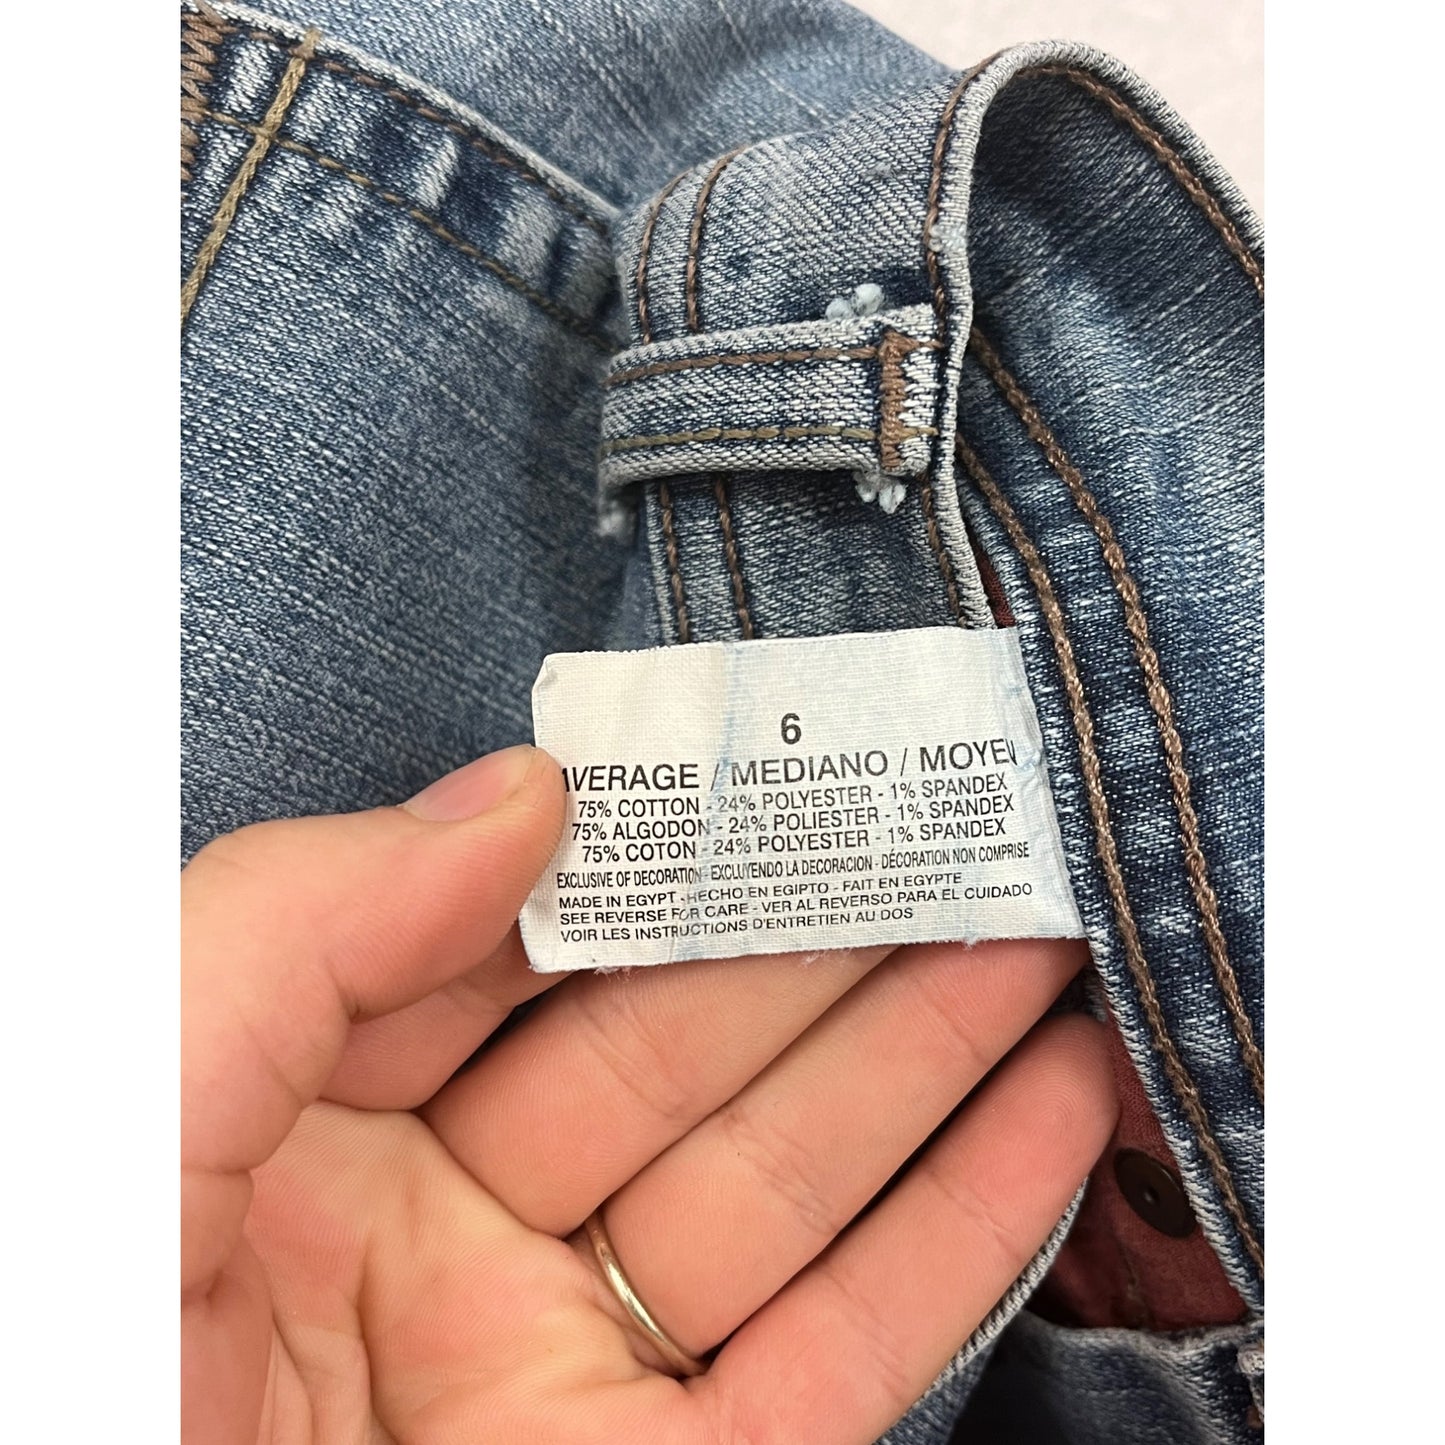 6
AVERAGE / MEDIANO / MOYEN
75% COTTON - 24% POLYESTER - 1% SPANDEX
75% ALGODON - 24% POLIESTER - 1% SPANDEX
75% COTON - 24% POLYESTER - 1% SPANDEX
EXCLUSIVE OF DECORATION - EXCLUYENDO LA DECORACION - DÉCORATION NON COMPRISE
MADE IN EGYPT - HECHO EN EGIPTO - FAIT EN EGYPTE
SEE REVERSE FOR CARE - VER AL REVERSO PARA EL CUIDADO
VOIR LES INSTRUCTIONS D'ENTRETIEN AU DOS